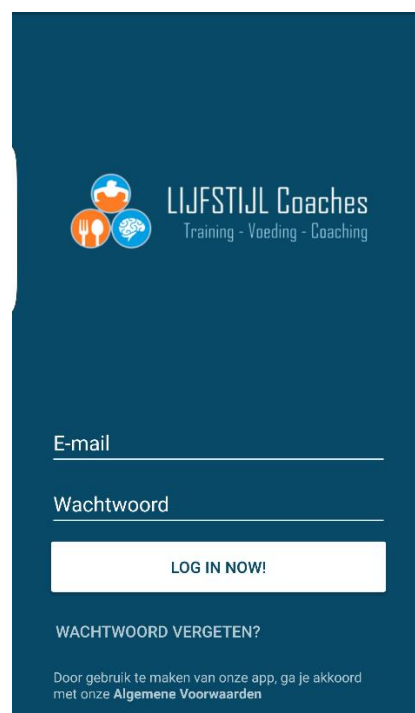 LIJFSTIJL Coaches
Training - Voeding - Coaching
E-mail
Wachtwoord
LOG IN NOW!
WACHTWOORD VERGETEN?
Door gebruik te maken van onze app, ga je akkoord
met onze Algemene Voorwaarden